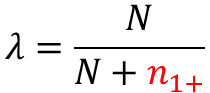 λ = N / (N + n₁₊)